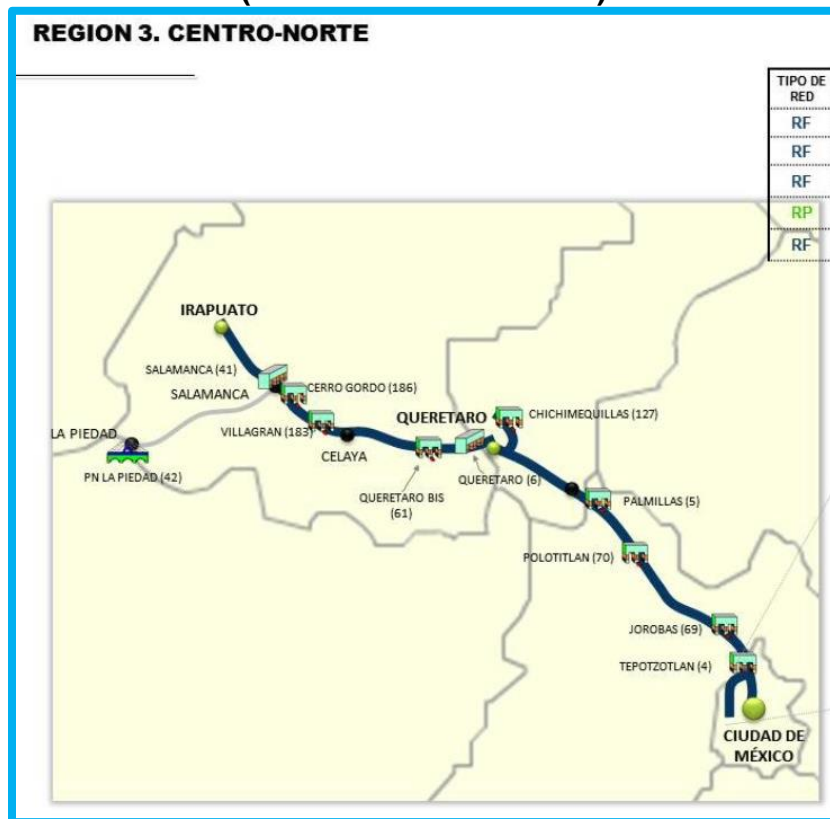 REGION 3. CENTRO-NORTE
TIPO DE
RED
RF
RF
RF
RP
RF
IRAPUATO
SALAMANCA (41)
CERRO GORDO (186)
SALAMANCA
QUERETARO
CHICHIMEQUILLAS (127)
LA PIEDAD
VILLAGRAN (183)
CELAYA
PN LA PIEDAD (42)
QUERETARO (6)
QUERETARO BIS
(61)
PALMILLAS (5)
POLOTITLAN (70)
JOROBAS (69)
TEPOTZOTLAN (4)
CIUDAD DE
MÉXICO